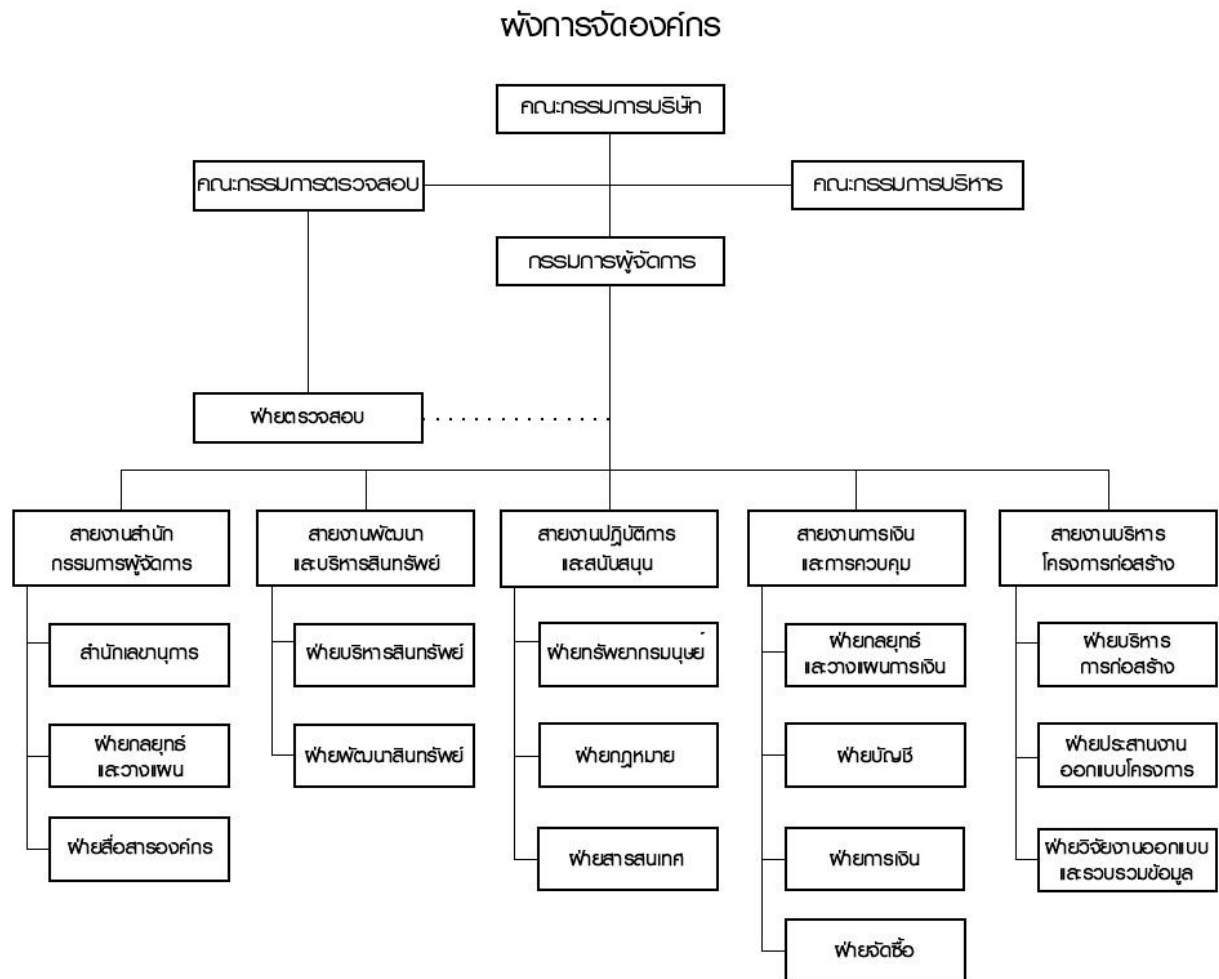 ผังการจัดองค์กร
คณะกรรมการบริษัท
คณะกรรมการตรวจสอบ
คณะกรรมการบริหาร
กรรมการผู้จัดการ
ฝ่ายตรวจสอบ
สายงานสำนัก
กรรมการผู้จัดการ
สำนักเลขานุการ
ฝ่ายกลยุทธ์
และวางแผน
ฝ่ายสื่อสารองค์กร
สายงานพัฒนา
และบริหารสินทรัพย์
ฝ่ายบริหารสินทรัพย์
ฝ่ายพัฒนาสินทรัพย์
สายงานปฏิบัติการ
และสนับสนุน
ฝ่ายทรัพยากรมนุษย์
ฝ่ายกฎหมาย
ฝ่ายสารสนเทศ
สายงานการเงิน
และการควบคุม
ฝ่ายกลยุทธ์
และวางแผนการเงิน
ฝ่ายบัญชี
ฝ่ายการเงิน
ฝ่ายจัดซื้อ
สายงานบริหาร
โครงการก่อสร้าง
ฝ่ายบริหาร
การก่อสร้าง
ฝ่ายประสานงาน
ออกแบบโครงการ
ฝ่ายวิจัยงานออกแบบ
และรวบรวมข้อมูล